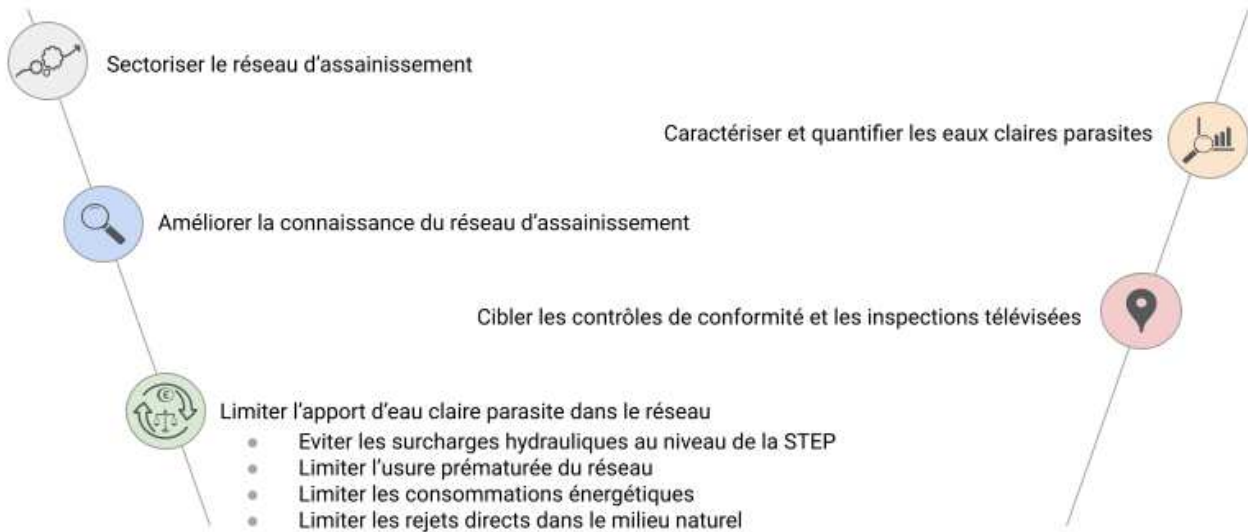 Sectoriser le réseau d'assainissement
Caractériser et quantifier les eaux claires parasites
Améliorer la connaissance du réseau d'assainissement
Cibler les contrôles de conformité et les inspections télévisées
Limiter l'apport d'eau claire parasite dans le réseau
Eviter les surcharges hydrauliques au niveau de la STEP
Limiter l'usure prématurée du réseau
Limiter les consommations énergétiques
Limiter les rejets directs dans le milieu naturel